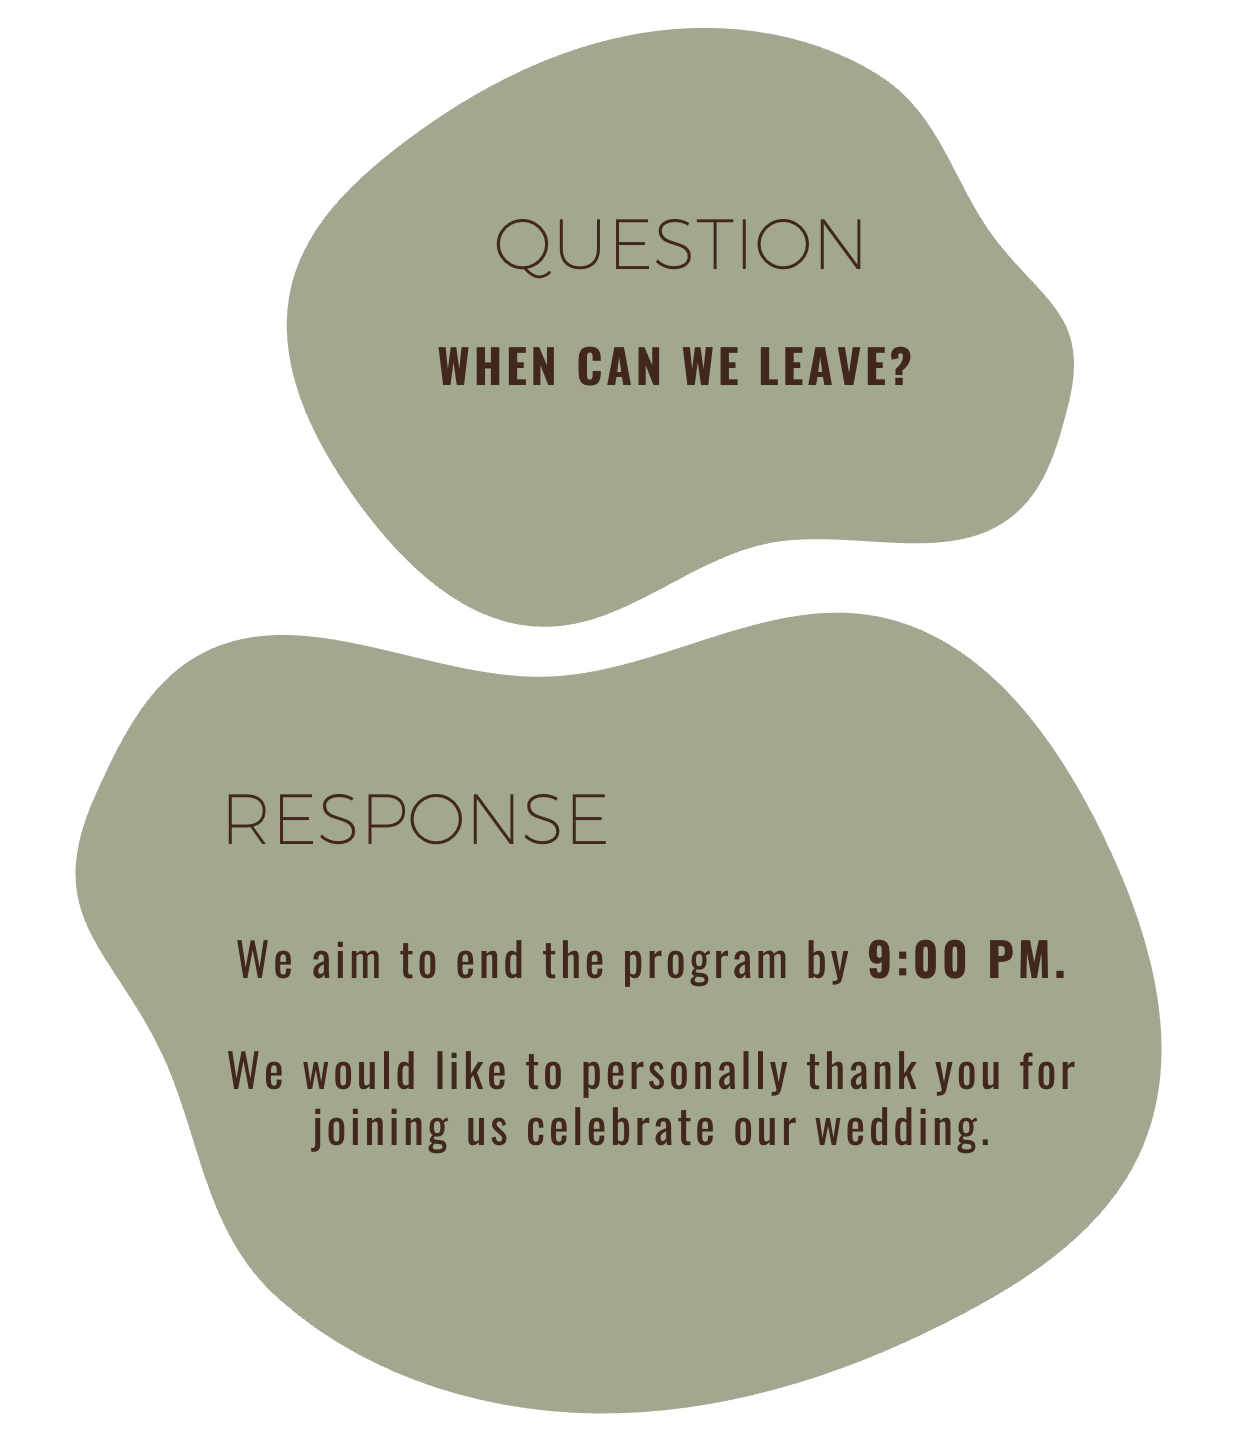 QUESTION
WHEN CAN WE LEAVE?
RESPONSE
We aim to end the program by 9:00 PM.
We would like to personally thank you for
joining us celebrate our wedding.